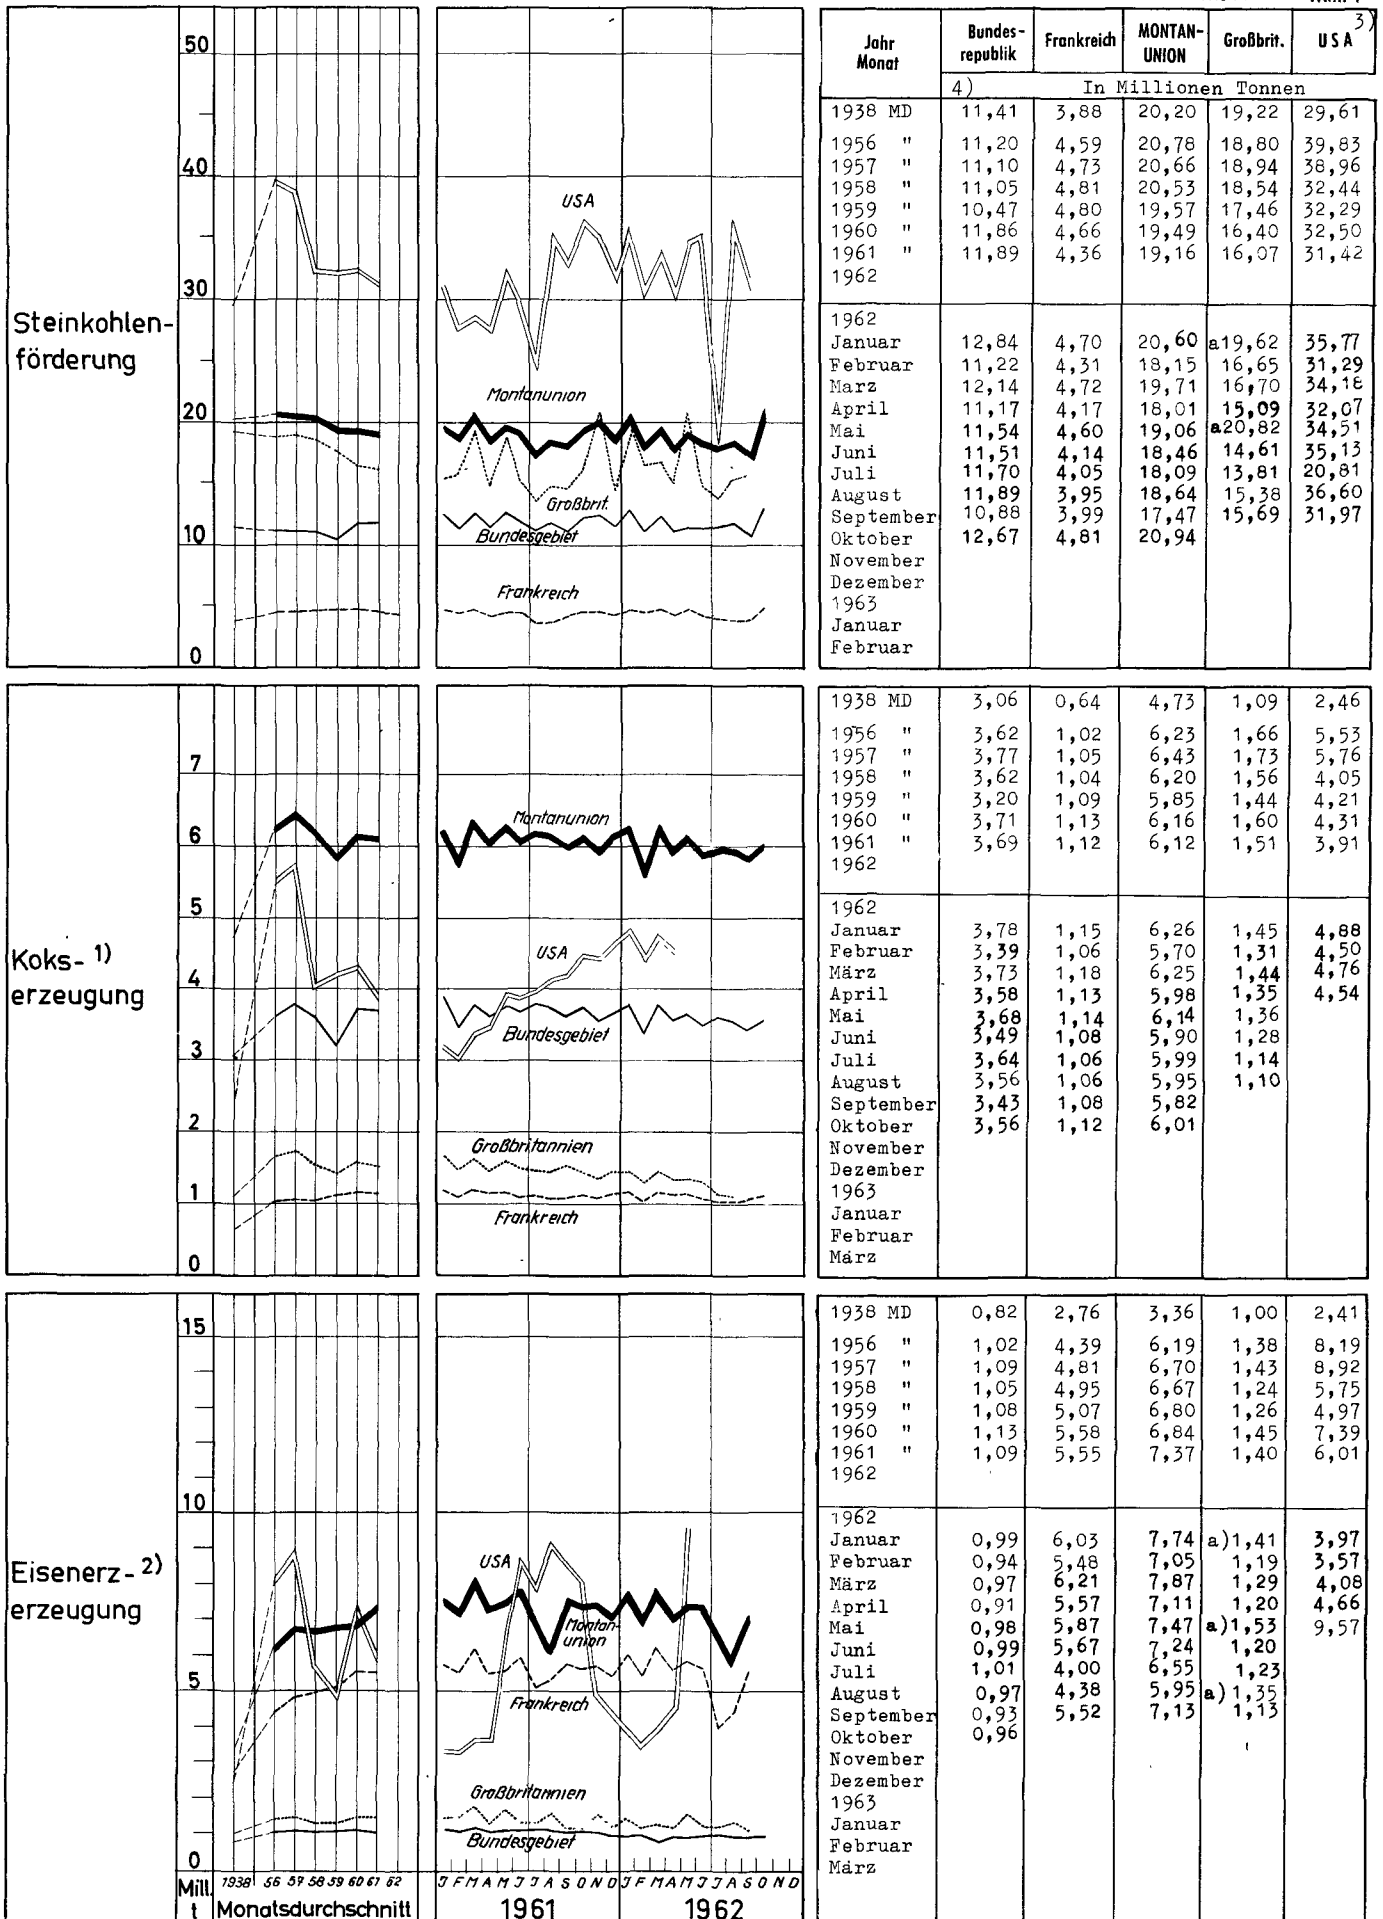 Steinkohlen-
förderung
50
40
30
20
10
0
USA
Montanunion
Großbrit.
Bundesgebiet
Frankreich
3)
Jahr Monat | Bundes-republik | Frankreich | MONTAN-UNION | Großbrit. | USA
4) In Millionen Tonnen
1938 MD 11,41 3,88 20,20 19,22 29,61
1956 " 11,20 4,59 20,78 18,80 39,83
1957 " 11,10 4,73 20,66 18,94 38,96
1958 " 11,05 4,81 20,53 18,54 32,44
1959 " 10,47 4,80 19,57 17,46 32,29
1960 " 11,86 4,66 19,49 16,40 32,50
1961 " 11,89 4,36 19,16 16,07 31,42
1962
1962
Januar 12,84 4,70 20,60 a19,62 35,77
Februar 11,22 4,31 18,15 16,65 31,29
Marz 12,14 4,72 19,71 16,70 34,18
April 11,17 4,17 18,01 15,09 32,07
Mai 11,54 4,60 19,06 a20,82 34,51
Juni 11,51 4,14 18,46 14,61 35,13
Juli 11,70 4,05 18,09 13,81 20,81
August 11,89 3,95 18,64 15,38 36,60
September 10,88 3,99 17,47 15,69 31,97
Oktober 12,67 4,81 20,94
November
Dezember
1963
Januar
Februar
Koks- 1)
erzeugung
7
6
5
4
3
2
1
0
Montanunion
USA
Bundesgebiet
Großbritannien
Frankreich
1938 MD 3,06 0,64 4,73 1,09 2,46
1956 " 3,62 1,02 6,23 1,66 5,53
1957 " 3,77 1,05 6,43 1,73 5,76
1958 " 3,62 1,04 6,20 1,56 4,05
1959 " 3,20 1,09 5,85 1,44 4,21
1960 " 3,71 1,13 6,16 1,60 4,31
1961 " 3,69 1,12 6,12 1,51 3,91
1962
1962
Januar 3,78 1,15 6,26 1,45 4,88
Februar 3,39 1,06 5,70 1,31 4,50
März 3,73 1,18 6,25 1,44 4,76
April 3,58 1,13 5,98 1,35 4,54
Mai 3,68 1,14 6,14 1,36
Juni 3,49 1,08 5,90 1,28
Juli 3,64 1,06 5,99 1,14
August 3,56 1,06 5,95 1,10
September 3,43 1,08 5,82
Oktober 3,56 1,12 6,01
November
Dezember
1963
Januar
Februar
März
Eisenerz- 2)
erzeugung
15
10
5
0
USA
Montan-
union
Frankreich
Großbritannien
Bundesgebiet
1938 MD 0,82 2,76 3,36 1,00 2,41
1956 " 1,02 4,39 6,19 1,38 8,19
1957 " 1,09 4,81 6,70 1,43 8,92
1958 " 1,05 4,95 6,67 1,24 5,75
1959 " 1,08 5,07 6,80 1,26 4,97
1960 " 1,13 5,58 6,84 1,45 7,39
1961 " 1,09 5,55 7,37 1,40 6,01
1962
1962
Januar 0,99 6,03 7,74 a)1,41 3,97
Februar 0,94 5,48 7,05 1,19 3,57
März 0,97 6,21 7,87 1,29 4,08
April 0,91 5,57 7,11 1,20 4,66
Mai 0,98 5,87 7,47 a)1,53 9,57
Juni 0,99 5,67 7,24 1,20
Juli 1,01 4,00 6,55 1,23
August 0,97 4,38 5,95 a)1,35
September 0,93 5,52 7,13 1,13
Oktober 0,96
November
Dezember
1963
Januar
Februar
März
Mill. t
1938 56 57 58 59 60 61 62
Monatsdurchschnitt
J F M A M J J A S O N D J F M A M J J A S O N D
1961 1962